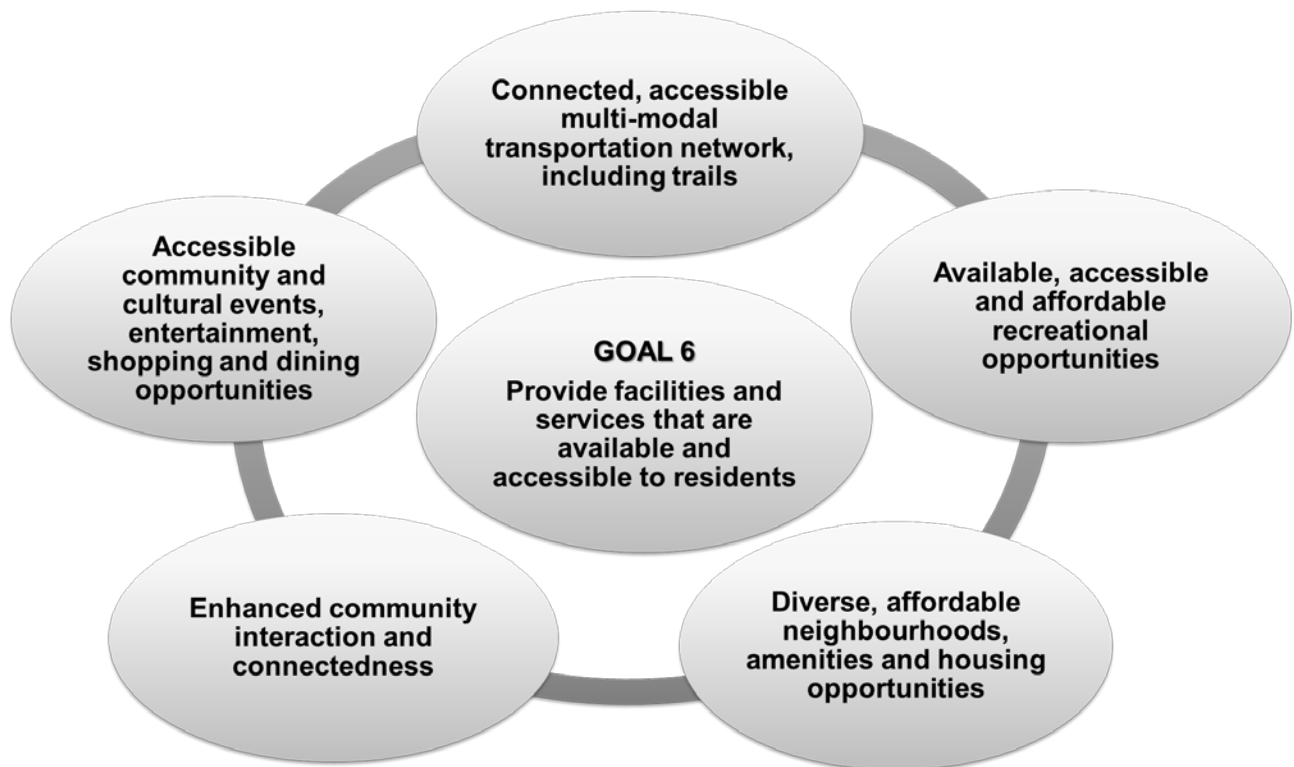 Connected, accessible
multi-modal
transportation network,
including trails
Available, accessible
and affordable
recreational
opportunities
Diverse, affordable
neighbourhoods,
amenities and housing
opportunities
Enhanced community
interaction and
connectedness
Accessible
community and
cultural events,
entertainment,
shopping and dining
opportunities
GOAL 6
Provide facilities and
services that are
available and
accessible to residents